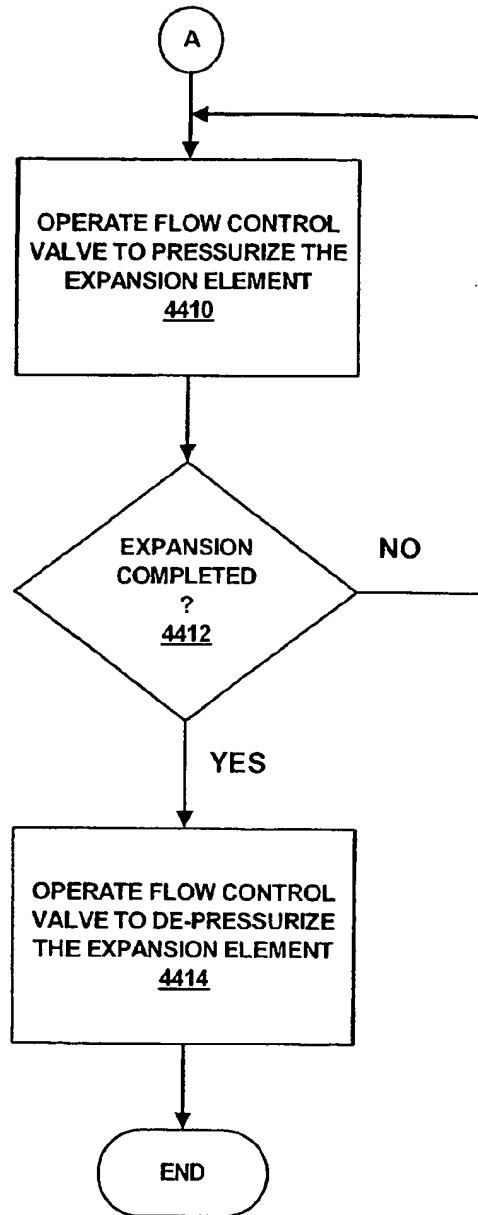 A
OPERATE FLOW CONTROL
VALVE TO PRESSURIZE THE
EXPANSION ELEMENT
4410
EXPANSION
COMPLETED
?
4412
NO
YES
OPERATE FLOW CONTROL
VALVE TO DE-PRESSURIZE
THE EXPANSION ELEMENT
4414
END